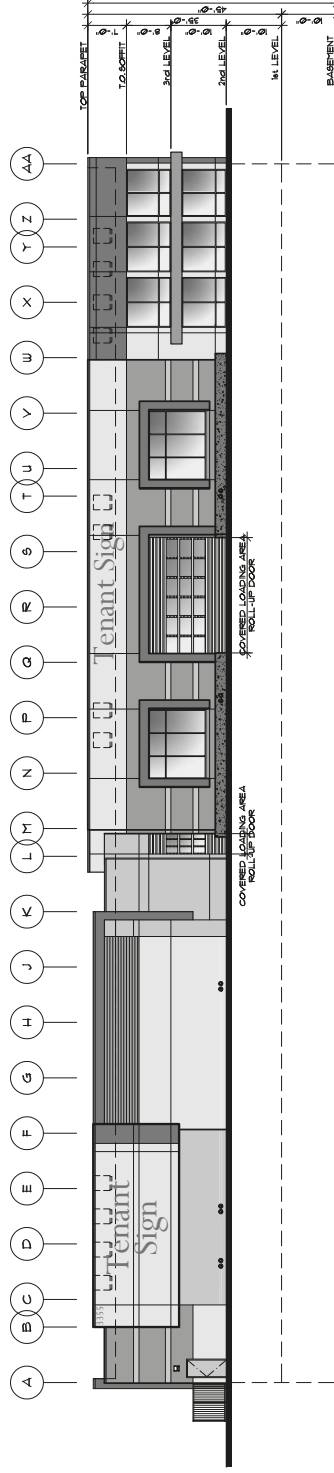 A
B
C
D
E
F
G
H
J
K
L
M
N
P
Q
R
S
T
U
V
W
X
Y
Z
AA
TOP PARAPET
T.O. SOFFIT
3rd LEVEL
2nd LEVEL
1st LEVEL
BASEMENT
7'-0"
8'-0"
10'-0"
10'-0"
10'-0"
35'-0"
45'-0"
3355
Tenant
Sign
Tenant Sign
COVERED LOADING AREA
ROLL-UP DOOR
COVERED LOADING AREA
ROLL-UP DOOR